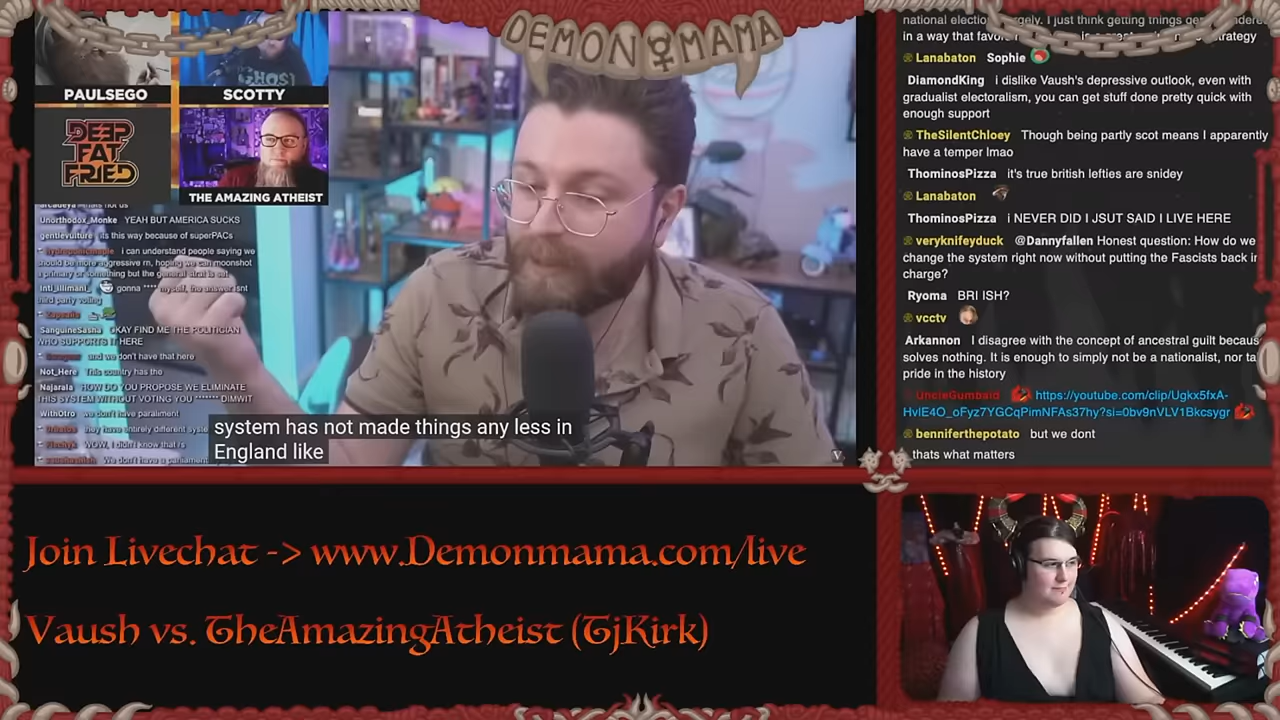 DEMON MAMA
PAULSEGO
SCOTTY
GHOST
DEEP
FAT
FRIED
THE AMAZING ATHEIST
Unorthodox_Monke YEAH BUT AMERICA SUCKS
gentlevulture its this way because of superPACs
i can understand people saying we
should be more aggressive rn, hoping we can moonshot
a primary or something but the general strat is set
Inti_illimani_ gonna **** myself, the answer isnt
third party voting
SanguineSasha OKAY FIND ME THE POLITICIAN
WHO SUPPORTS IT HERE
and we don't have that here
Not_Here This country has the
Najarala HOW DO YOU PROPOSE WE ELIMINATE
THIS SYSTEM WITHOUT VOTING YOU ******* DIMWIT
WithOtro we don't have paraliment
they have entirely different syste
WOW, I didn't know that is
We don't have a parliament
system has not made things any less in
England like
V
national election I just think getting things
in a way that strategy
Lanabaton Sophie
DiamondKing i dislike Vaush's depressive outlook, even with
gradualist electoralism, you can get stuff done pretty quick with
enough support
TheSilentChloey Though being partly scot means I apparently
have a temper lmao
ThominosPizza it's true british lefties are snidey
Lanabaton
ThominosPizza i NEVER DID I JSUT SAID I LIVE HERE
veryknifeyduck @Dannyfallen Honest question: How do we
change the system right now without putting the Fascists back in
charge?
Ryoma BRI ISH?
vcctv
Arkannon I disagree with the concept of ancestral guilt becaus
solves nothing. It is enough to simply not be a nationalist, nor ta
pride in the history
UncleGumbald https://youtube.com/clip/Ugkx5fxA-
HvIE4O_oFyz7YGCqPimNFAs37hy?si=0bv9nVLV1Bkcsygr
benniferthepotato but we dont
thats what matters
Join Livechat -> www.Demonmama.com/live
Vaush vs. TheAmazingAtheist (TjKirk)